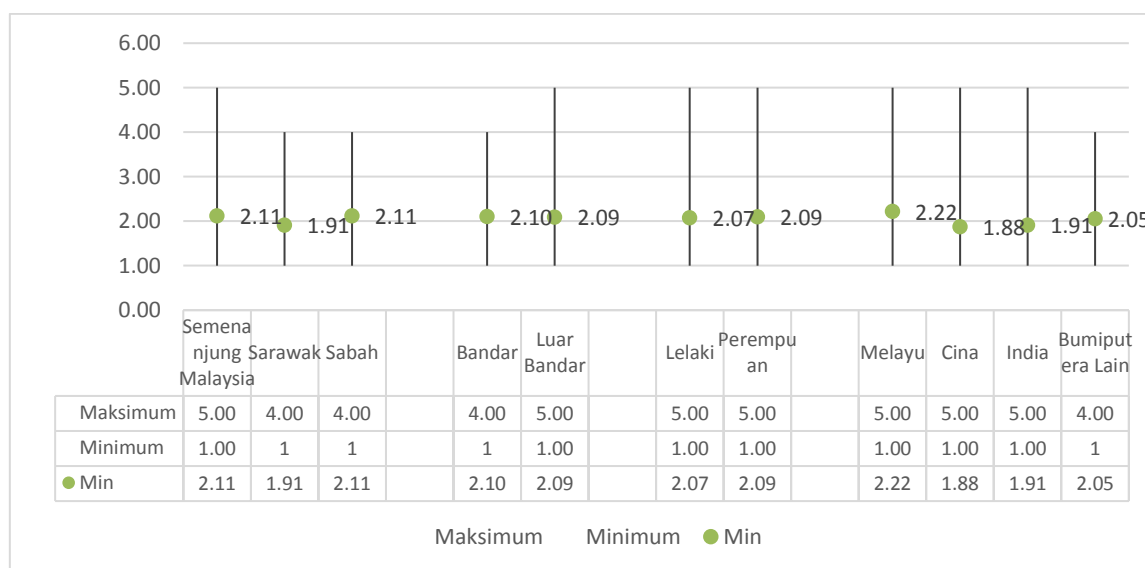 6.00
5.00
4.00
3.00
2.00
1.00
0.00
2.11 1.91 2.11 2.10 2.09 2.07 2.09 2.22 1.88 1.91 2.05
Semena
njung
Malaysia
Sarawak
Sabah
Bandar
Luar
Bandar
Lelaki
Perempu
an
Melayu
Cina
India
Bumiput
era Lain
Maksimum 5.00 4.00 4.00 4.00 5.00 5.00 5.00 5.00 5.00 5.00 4.00
Minimum 1.00 1 1 1 1.00 1.00 1.00 1.00 1.00 1.00 1
Min 2.11 1.91 2.11 2.10 2.09 2.07 2.09 2.22 1.88 1.91 2.05
Maksimum Minimum Min